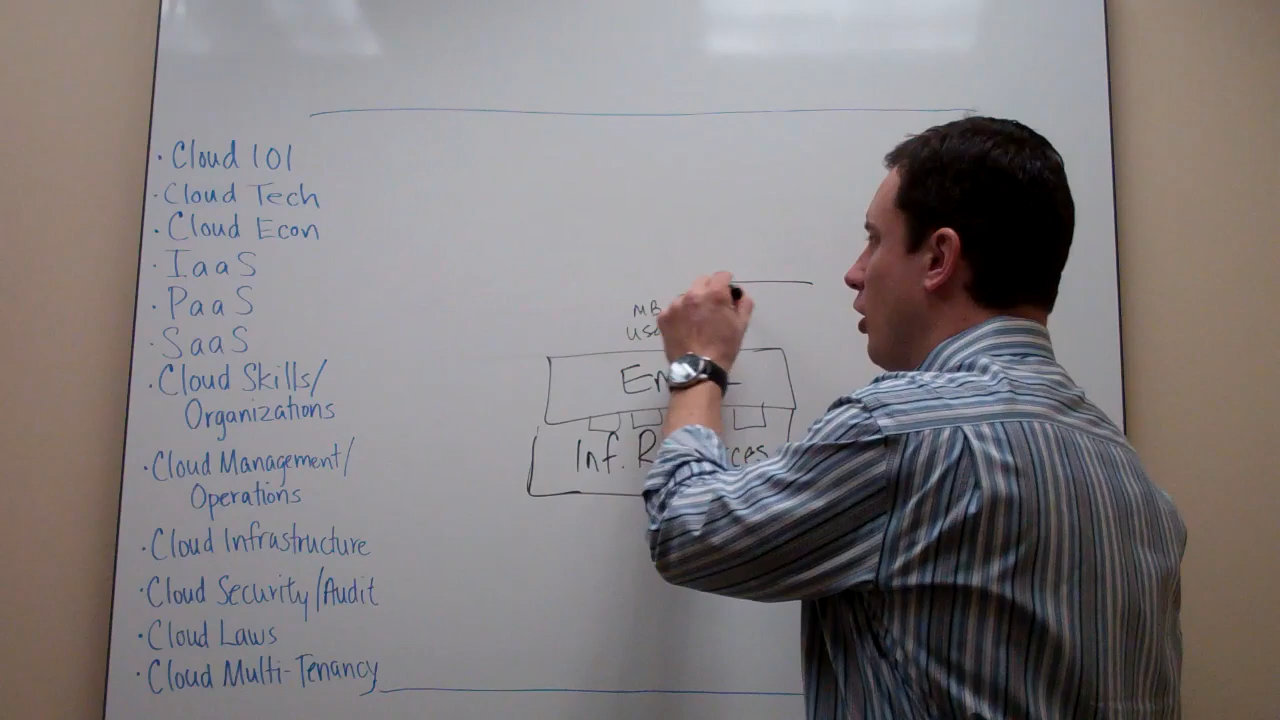 · Cloud 101
· Cloud Tech
· Cloud Econ
· IaaS
· PaaS
· SaaS
· Cloud Skills/
Organizations
· Cloud Management/
Operations
· Cloud Infrastructure
· Cloud Security/Audit
· Cloud Laws
· Cloud Multi-Tenancy
MB
Inf.